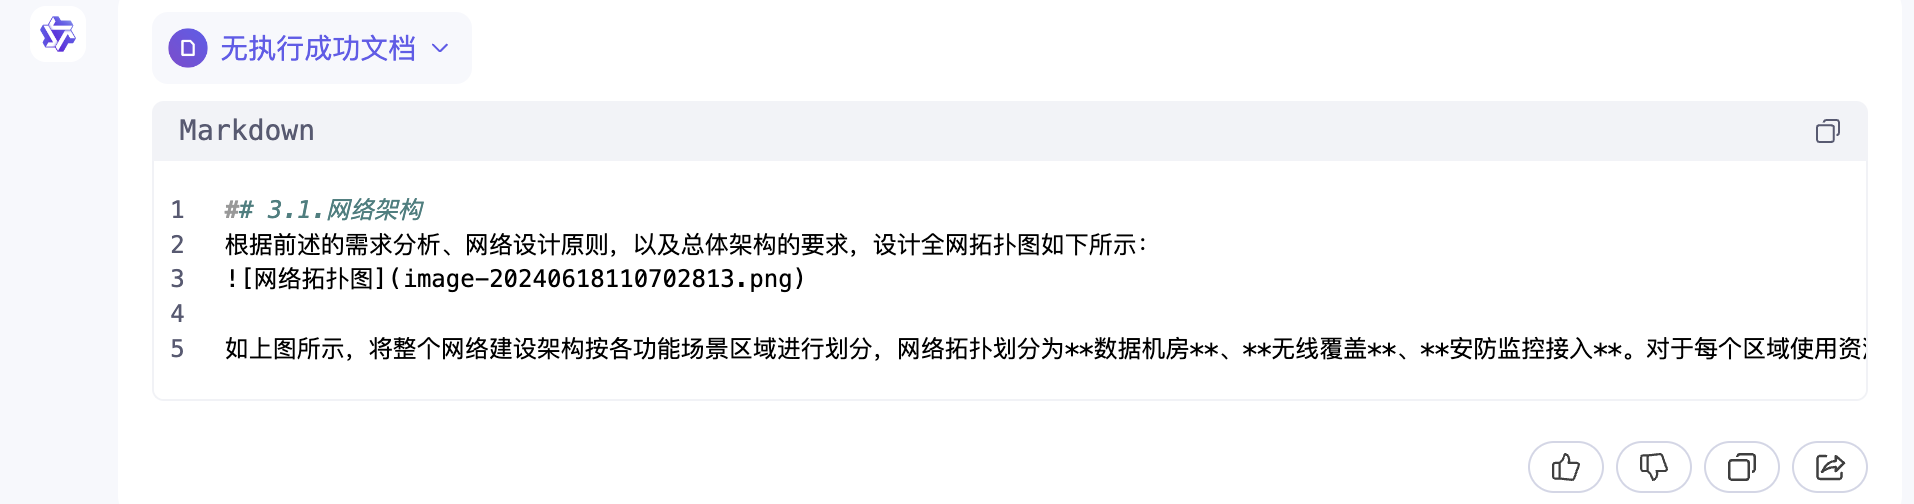 无执行成功文档
Markdown
1 ## 3.1.网络架构
2 根据前述的需求分析、网络设计原则，以及总体架构的要求，设计全网拓扑图如下所示：
3 ![网络拓扑图](image-20240618110702813.png)
4
5 如上图所示，将整个网络建设架构按各功能场景区域进行划分，网络拓扑划分为**数据机房**、**无线覆盖**、**安防监控接入**。对于每个区域使用资